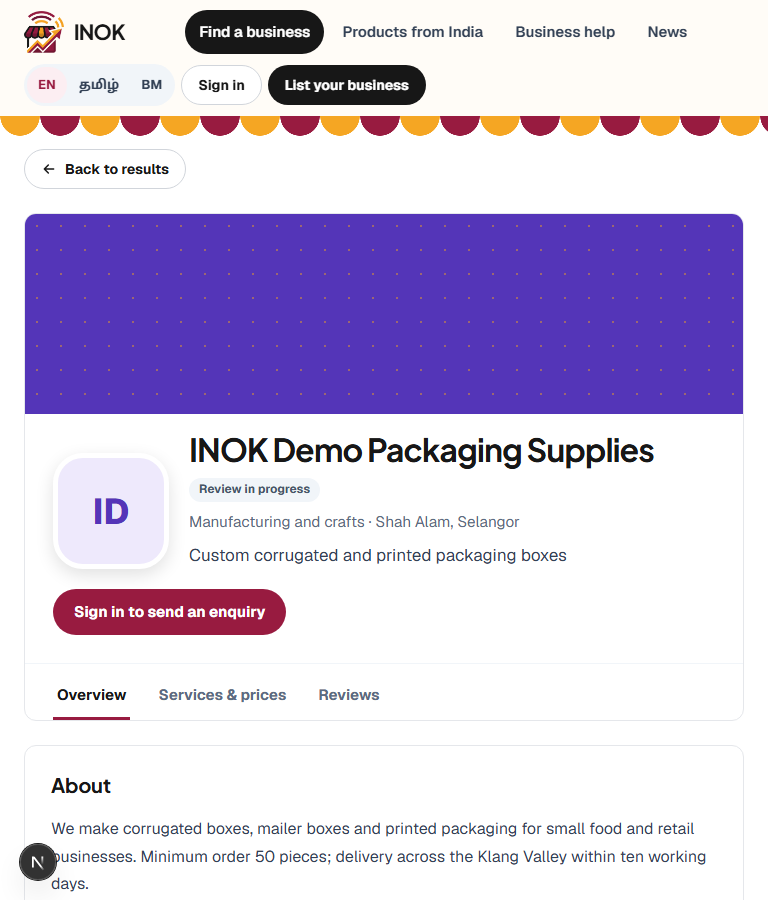 INOK
Find a business
Products from India
Business help
News
EN
தமிழ்
BM
Sign in
List your business
← Back to results
INOK Demo Packaging Supplies
Review in progress
ID
Manufacturing and crafts · Shah Alam, Selangor
Custom corrugated and printed packaging boxes
Sign in to send an enquiry
Overview
Services & prices
Reviews
About
We make corrugated boxes, mailer boxes and printed packaging for small food and retail
businesses. Minimum order 50 pieces; delivery across the Klang Valley within ten working
days.
N